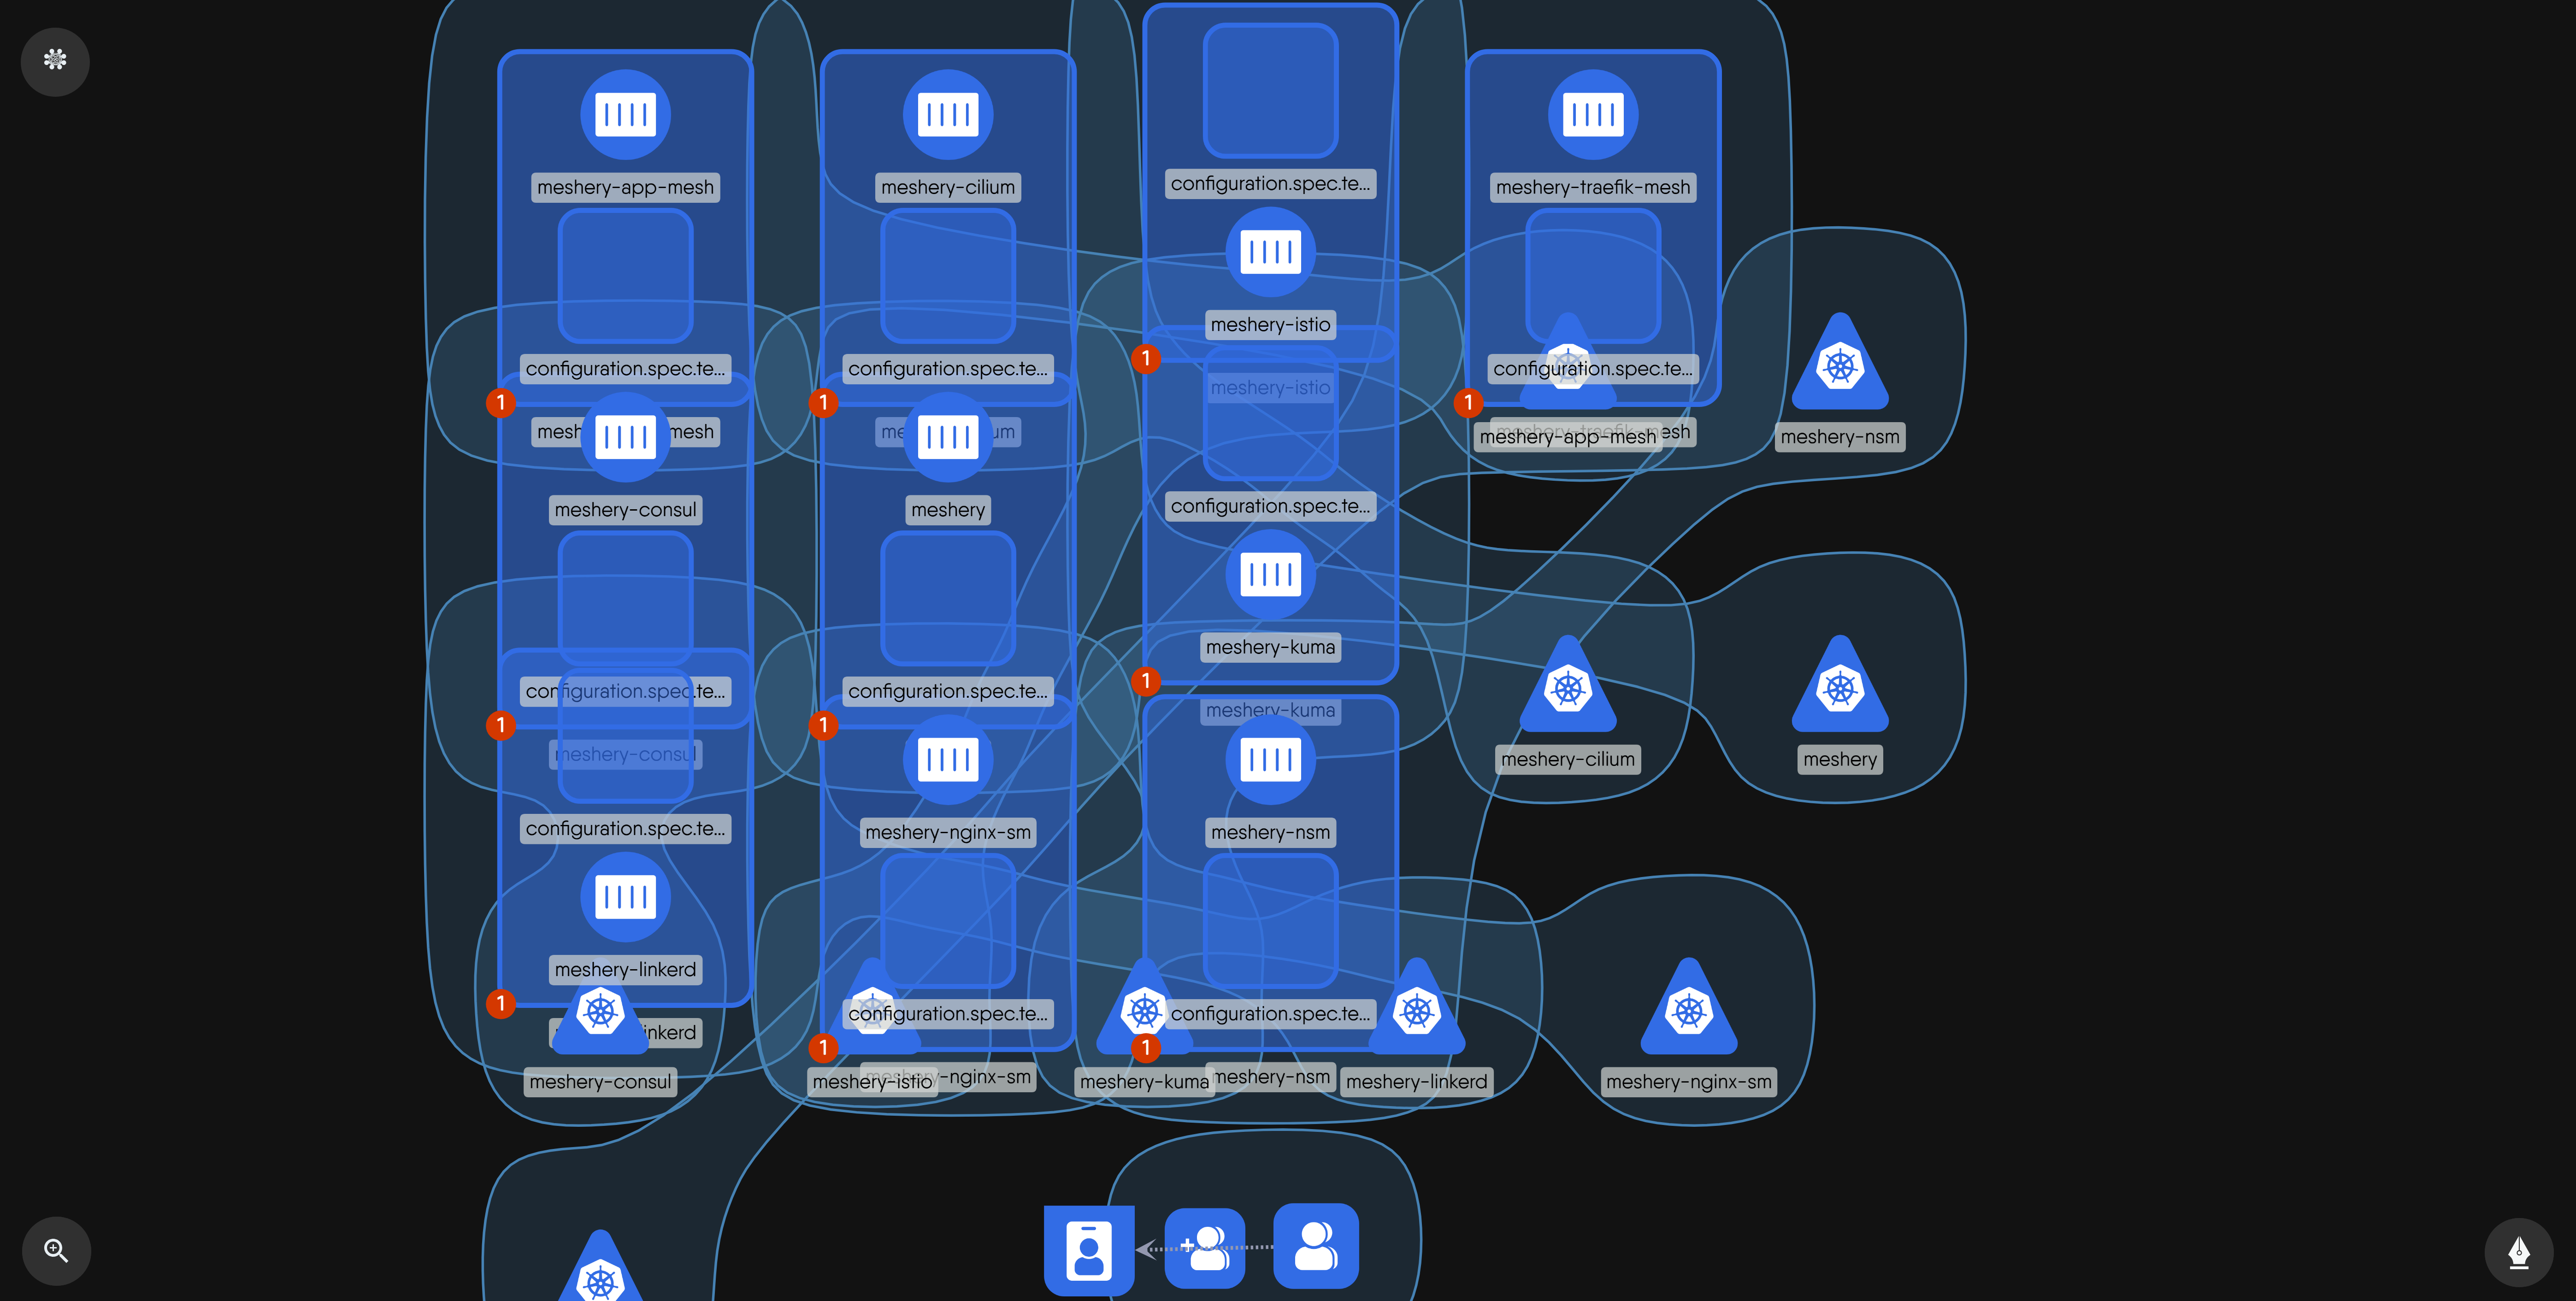 meshery-app-mesh
meshery-cilium
configuration.spec.te...
meshery-traefik-mesh
meshery-istio
configuration.spec.te...
configuration.spec.te...
configuration.spec.te...
1
1
1
1
meshery-istio
mesh
mesh
me
um
meshery-app-mesh
meshery-nsm
meshery-consul
meshery
configuration.spec.te...
meshery-kuma
configuration.spec.te...
configuration.spec.te...
1
1
1
meshery-kuma
meshery-consul
meshery-cilium
meshery
configuration.spec.te...
meshery-nginx-sm
meshery-nsm
meshery-linkerd
1
configuration.spec.te...
configuration.spec.te...
inkerd
1
1
meshery-consul
meshery-istio
-nginx-sm
meshery-kuma
meshery-nsm
meshery-linkerd
meshery-nginx-sm